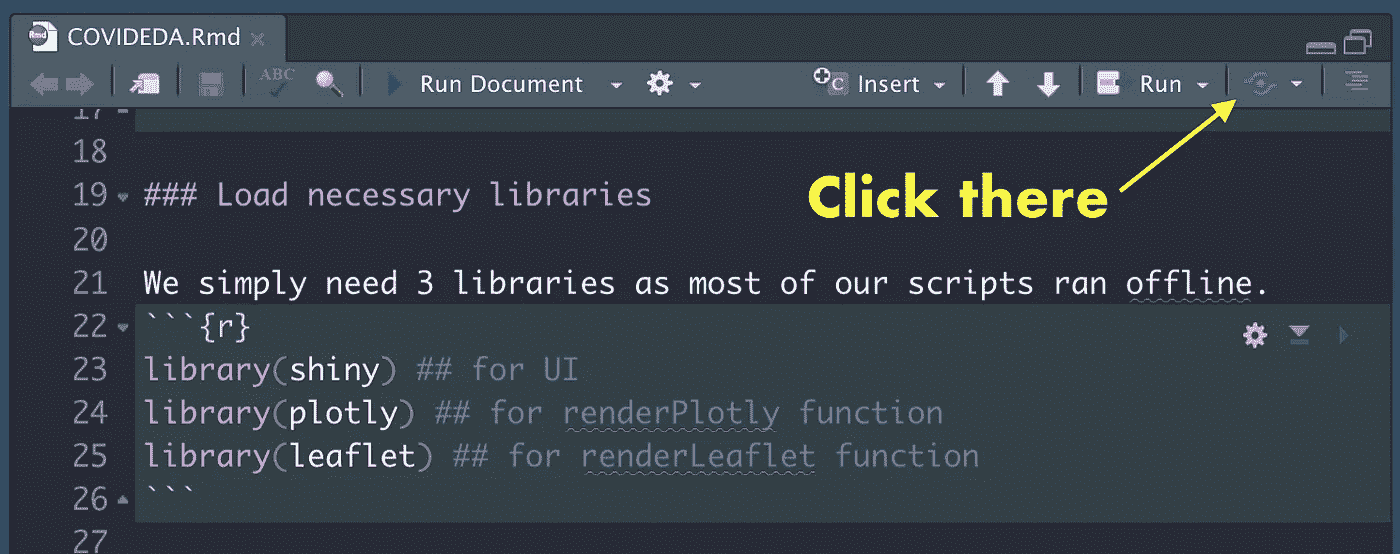 COVIDEDA.Rmd
ABC Run Document Insert Run
17
18
19 ### Load necessary libraries
Click there
20
21 We simply need 3 libraries as most of our scripts ran offline.
22 ```{r}
23 library(shiny) ## for UI
24 library(plotly) ## for renderPlotly function
25 library(leaflet) ## for renderLeaflet function
26 ```
27